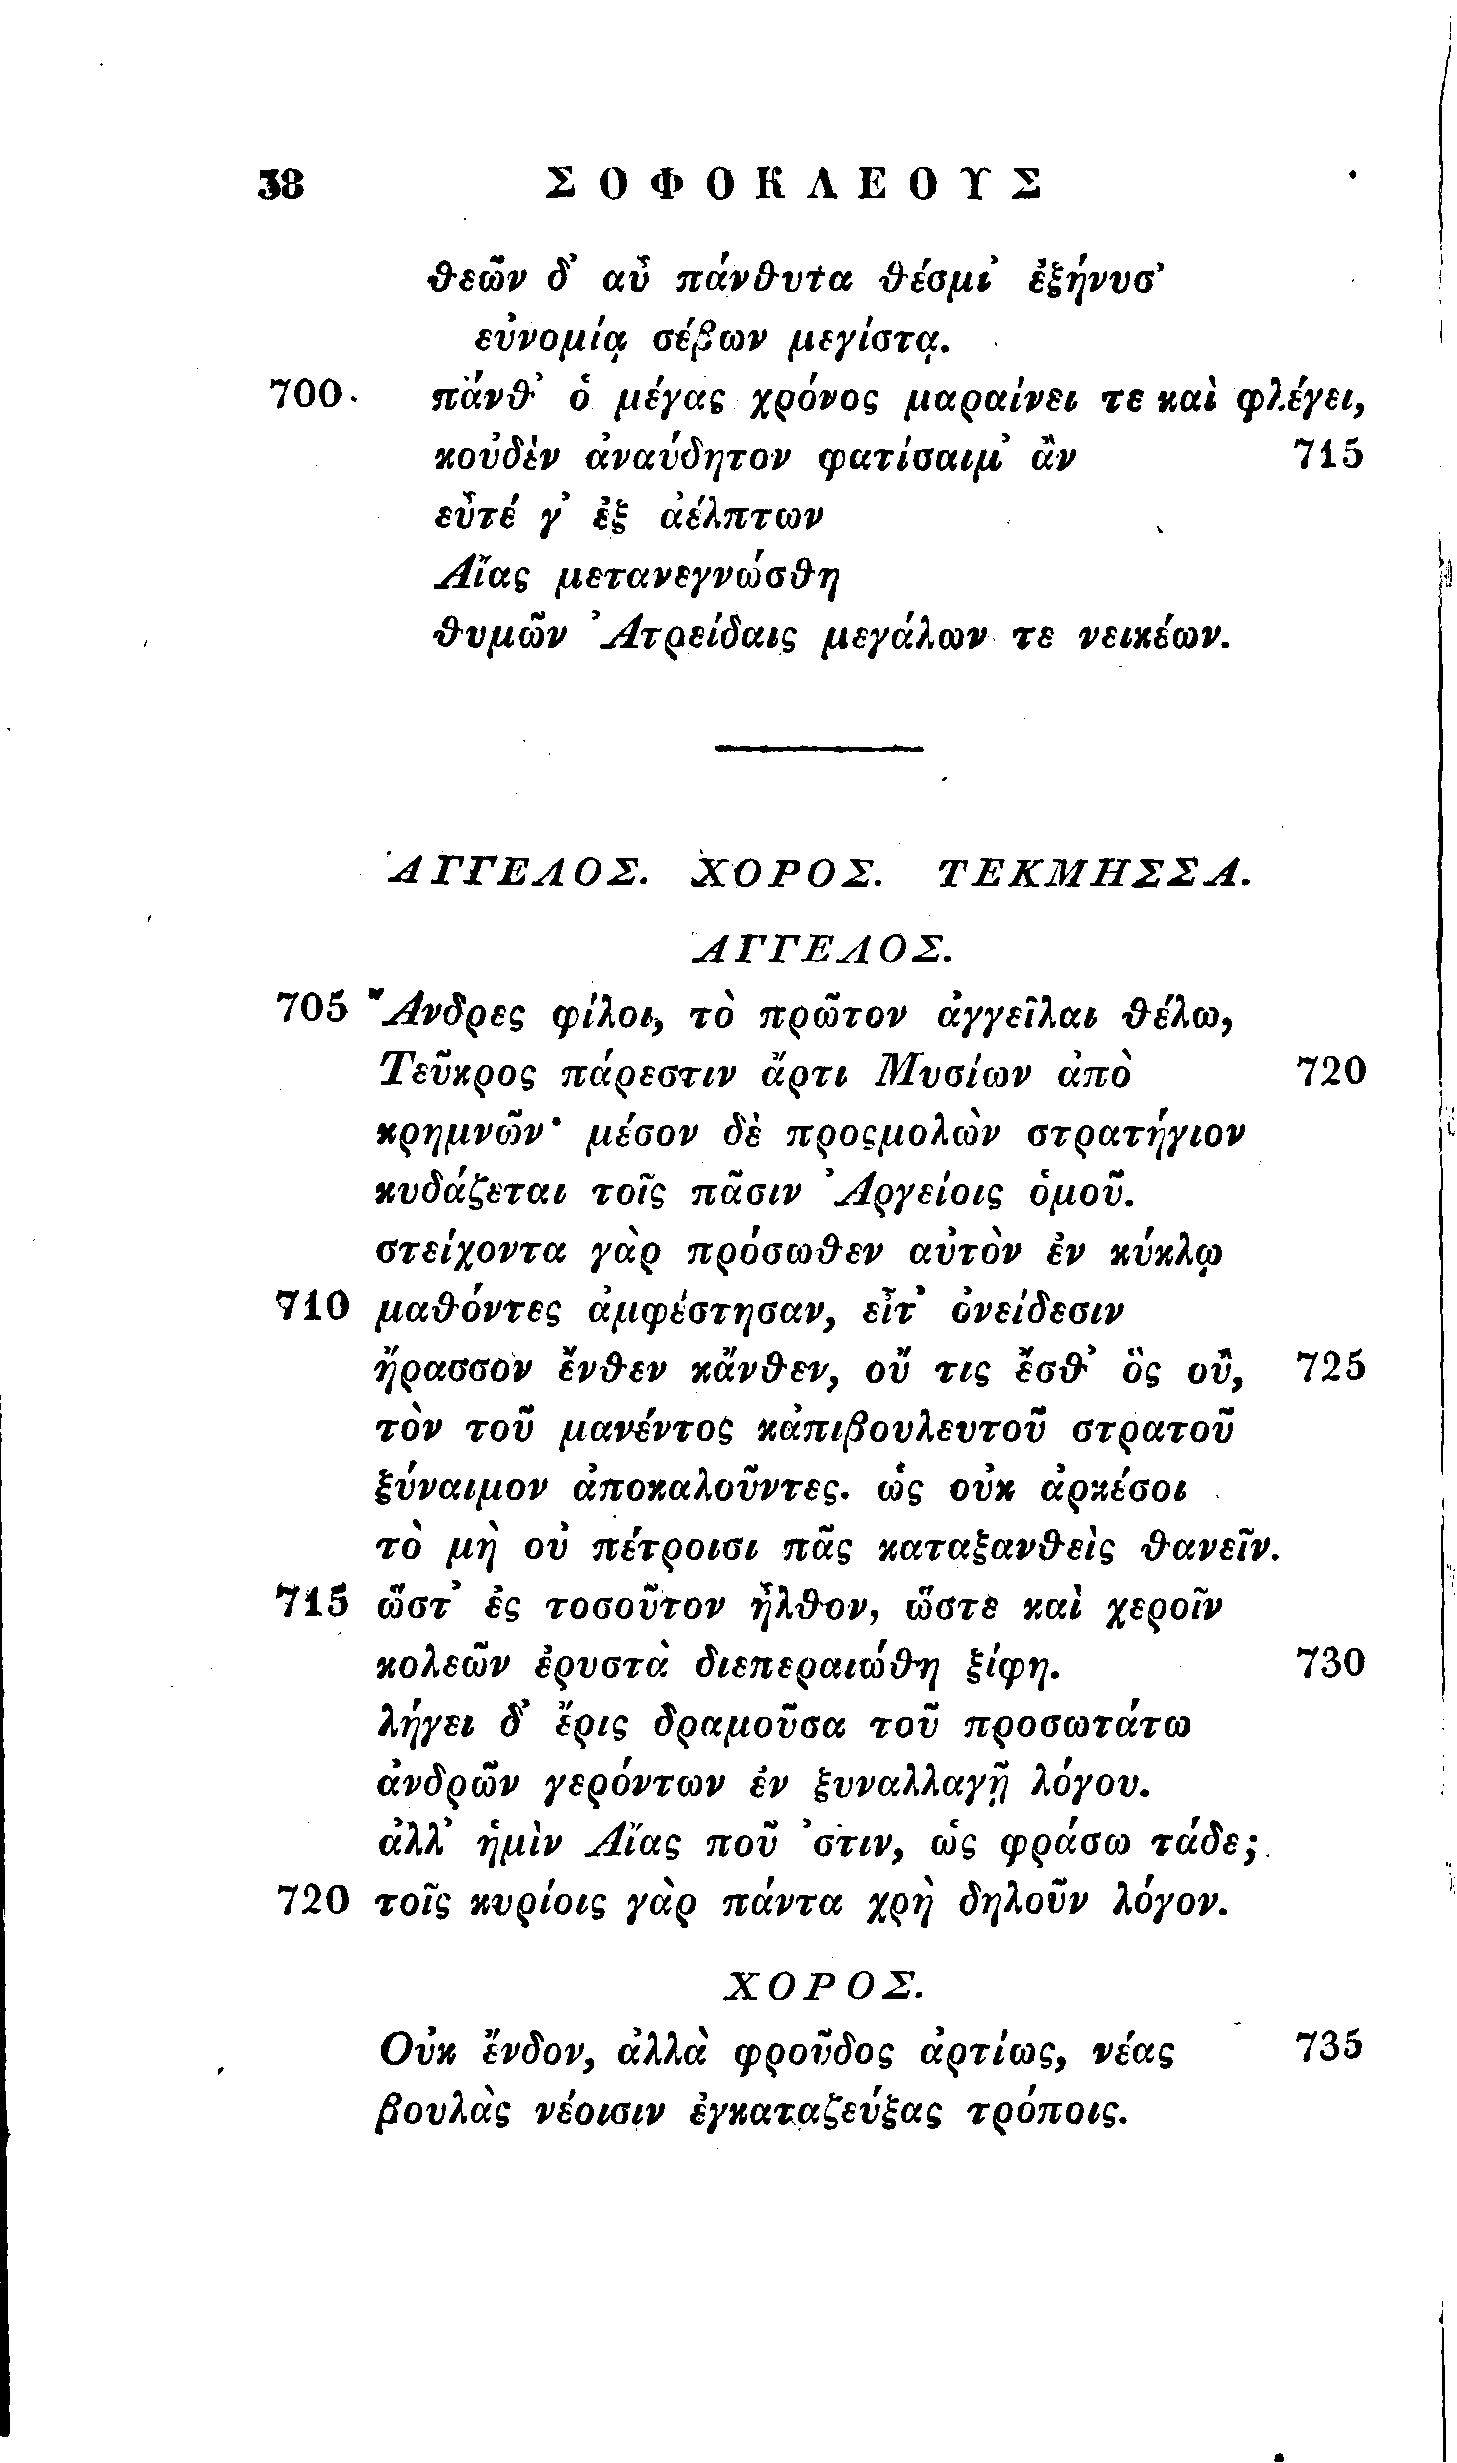 38 ΣΟΦΟΚΛΕΟΥΣ
θεῶν δ’ αὖ πάνθυτα θέσμι’ ἐξήνυσ’
εὐνομίᾳ σέβων μεγίστᾳ.
700. πάνθ’ ὁ μέγας χρόνος μαραίνει τε καὶ φλέγει,
κοὐδὲν ἀναύδητον φατίσαιμ’ ἂν 715
εὖτέ γ’ ἐξ ἀέλπτων
Αἴας μετανεγνώσθη
θυμῶν Ἀτρείδαις μεγάλων τε νεικέων.
ΑΓΓΕΛΟΣ. ΧΟΡΟΣ. ΤΕΚΜΗΣΣΑ.
ΑΓΓΕΛΟΣ.
705 Ἄνδρες φίλοι, τὸ πρῶτον ἀγγεῖλαι θέλω,
Τεῦκρος πάρεστιν ἄρτι Μυσίων ἀπὸ 720
κρημνῶν· μέσον δὲ προςμολὼν στρατήγιον
κυδάζεται τοῖς πᾶσιν Ἀργείοις ὁμοῦ.
στείχοντα γὰρ πρόσωθεν αὐτὸν ἐν κύκλῳ
710 μαθόντες ἀμφέστησαν, εἶτ’ ὀνείδεσιν
ἤρασσον ἔνθεν κἄνθεν, οὔ τις ἔσθ’ ὃς οὔ, 725
τὸν τοῦ μανέντος κἀπιβουλευτοῦ στρατοῦ
ξύναιμον ἀποκαλοῦντες. ὡς οὐκ ἀρκέσοι
τὸ μὴ οὐ πέτροισι πᾶς καταξανθεὶς θανεῖν.
715 ὥστ’ ἐς τοσοῦτον ἦλθον, ὥστε καὶ χεροῖν
κολεῶν ἐρυστὰ διεπεραιώθη ξίφη. 730
λήγει δ’ ἔρις δραμοῦσα τοῦ προσωτάτω
ἀνδρῶν γερόντων ἐν ξυναλλαγῇ λόγου.
ἀλλ’ ἡμὶν Αἴας ποῦ ’στιν, ὡς φράσω τάδε;
720 τοῖς κυρίοις γὰρ πάντα χρὴ δηλοῦν λόγον.
ΧΟΡΟΣ.
Οὐκ ἔνδον, ἀλλὰ φροῦδος ἀρτίως, νέας 735
βουλὰς νέοισιν ἐγκαταζεύξας τρόποις.